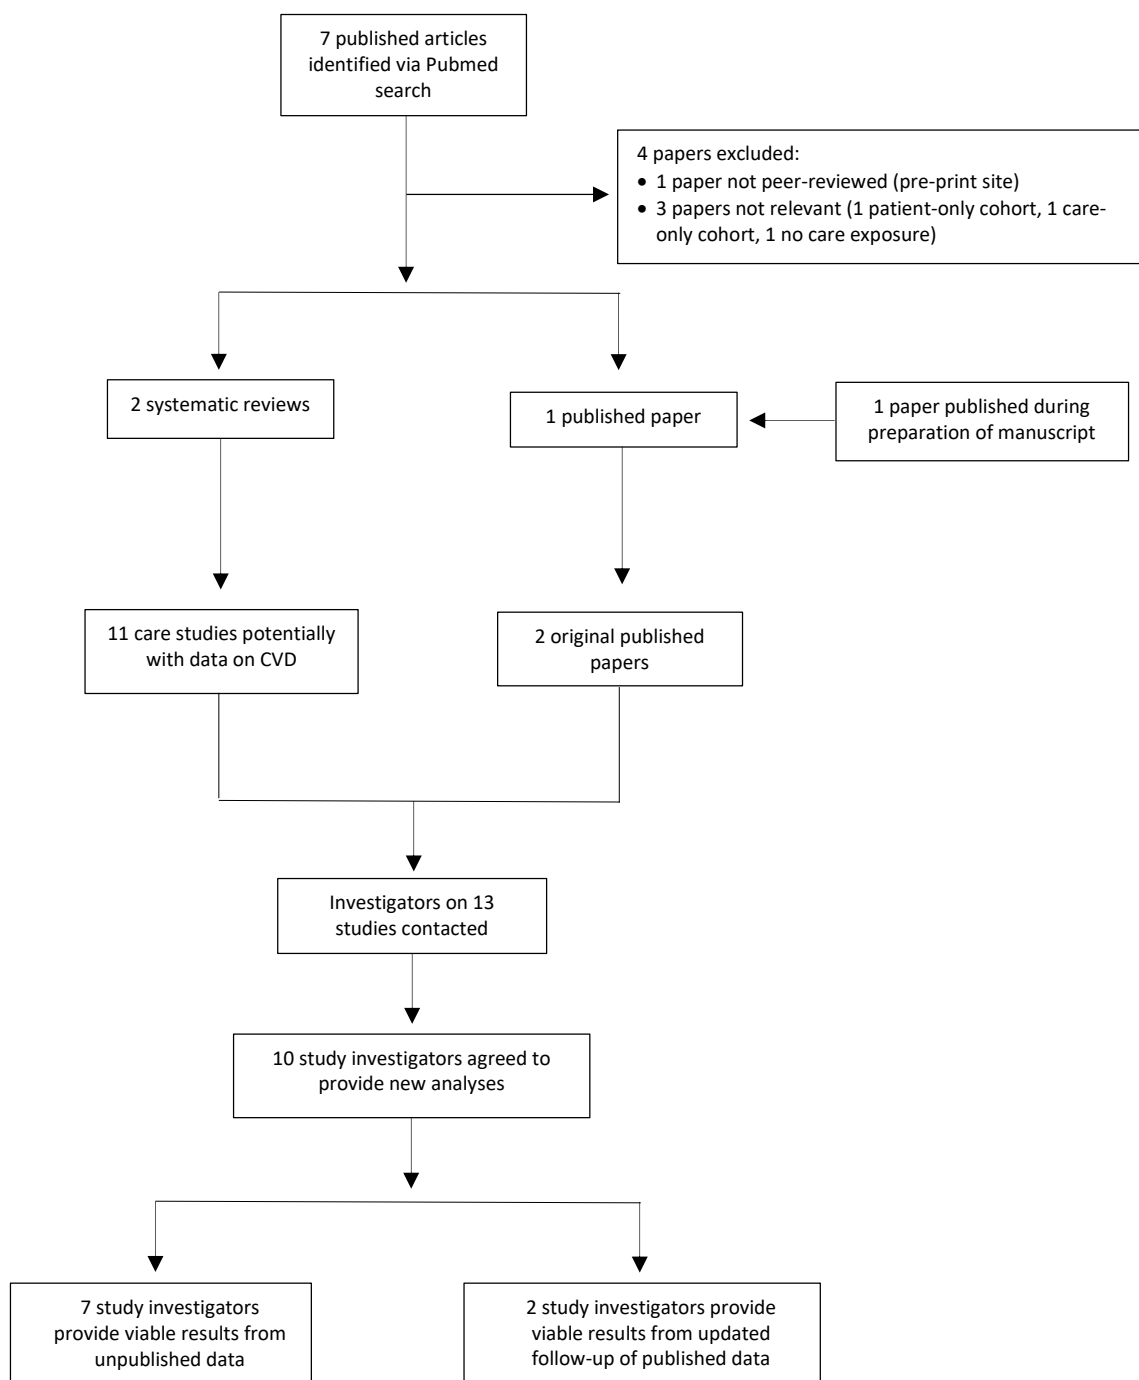 7 published articles
identified via Pubmed
search
4 papers excluded:
• 1 paper not peer-reviewed (pre-print site)
• 3 papers not relevant (1 patient-only cohort, 1 care-
only cohort, 1 no care exposure)
2 systematic reviews
1 published paper
1 paper published during
preparation of manuscript
11 care studies potentially
with data on CVD
2 original published
papers
Investigators on 13
studies contacted
10 study investigators agreed to
provide new analyses
7 study investigators
provide viable results from
unpublished data
2 study investigators provide
viable results from updated
follow-up of published data